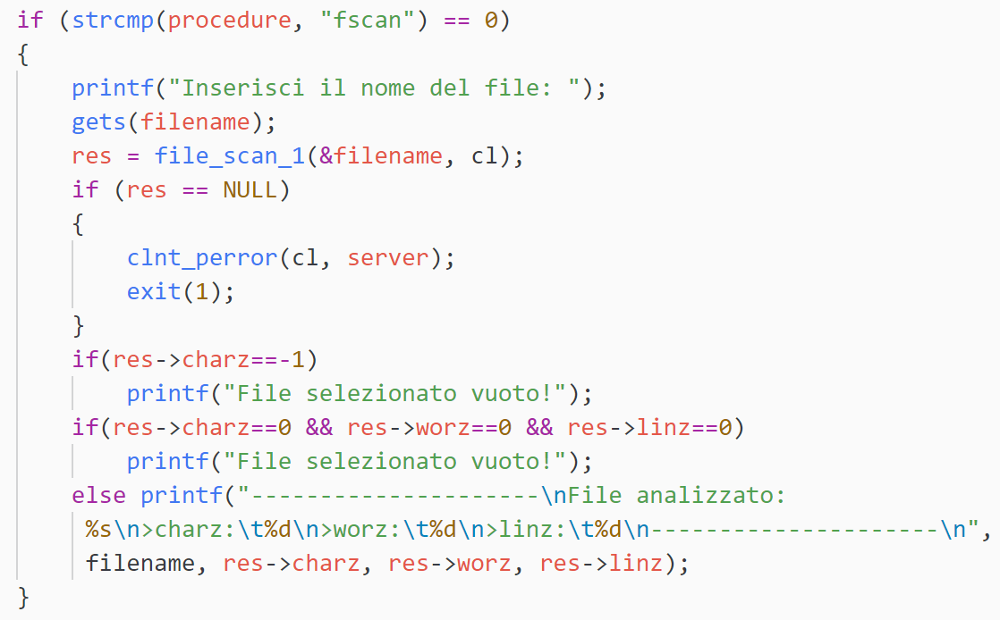 if (strcmp(procedure, "fscan") == 0)
{
    printf("Inserisci il nome del file: ");
    gets(filename);
    res = file_scan_1(&filename, cl);
    if (res == NULL)
    {
        clnt_perror(cl, server);
        exit(1);
    }
    if(res->charz==-1)
        printf("File selezionato vuoto!");
    if(res->charz==0 && res->worz==0 && res->linz==0)
        printf("File selezionato vuoto!");
    else printf("---------------------\nFile analizzato:
     %s\n>charz:\t%d\n>worz:\t%d\n>linz:\t%d\n---------------------\n",
     filename, res->charz, res->worz, res->linz);
}